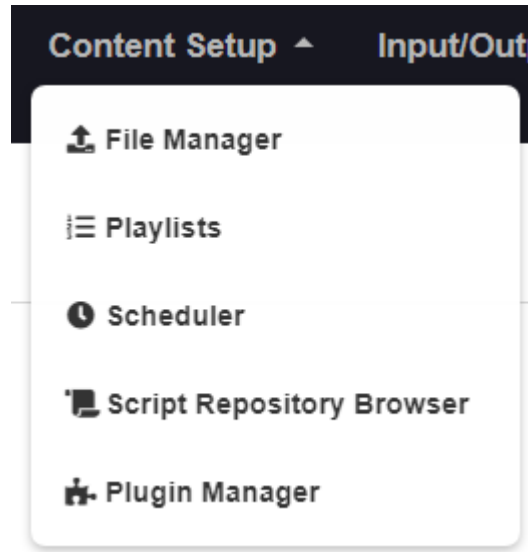 Content Setup
Input/Out
File Manager
Playlists
Scheduler
Script Repository Browser
Plugin Manager